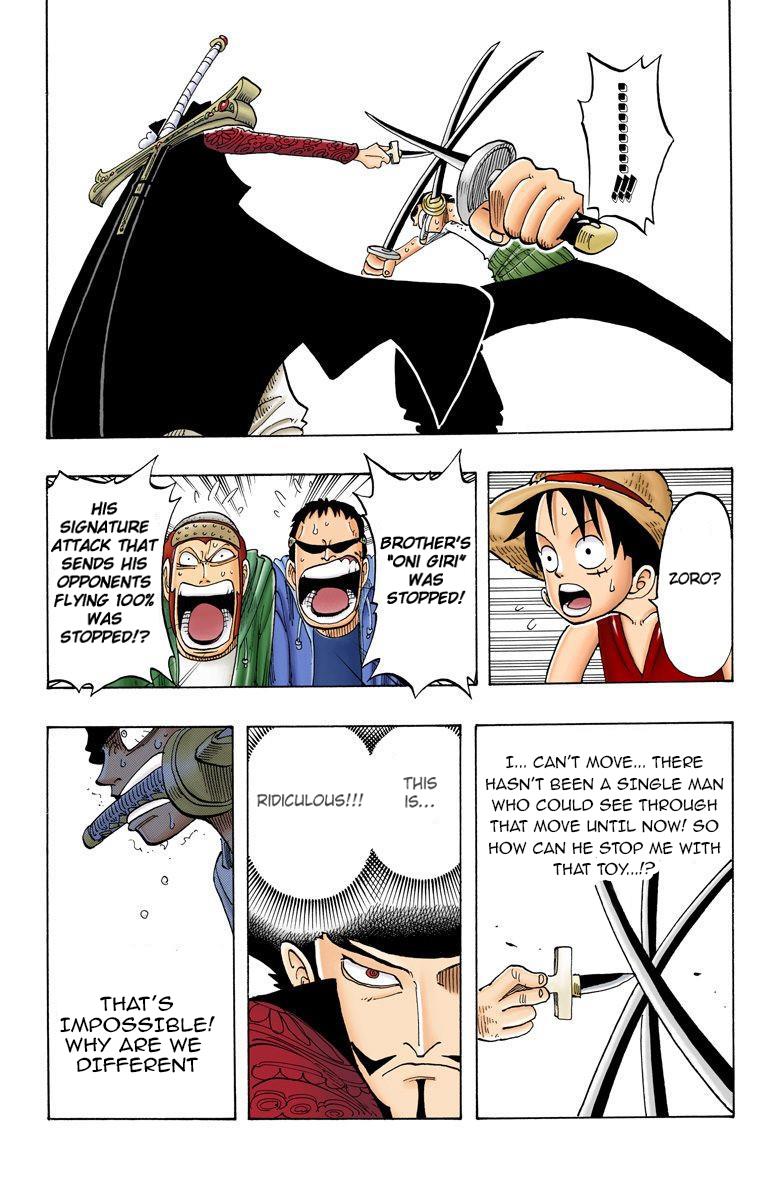 .........!!!
ZORO?
BROTHER'S
"ONI GIRI"
WAS
STOPPED!
HIS
SIGNATURE
ATTACK THAT
SENDS HIS
OPPONENTS
FLYING 100%
WAS
STOPPED!?
I... CAN'T MOVE... THERE
HASN'T BEEN A SINGLE MAN
WHO COULD SEE THROUGH
THAT MOVE UNTIL NOW! SO
HOW CAN HE STOP ME WITH
THAT TOY...!?
THIS
IS...
RIDICULOUS!!!
THAT'S
IMPOSSIBLE!
WHY ARE WE
DIFFERENT